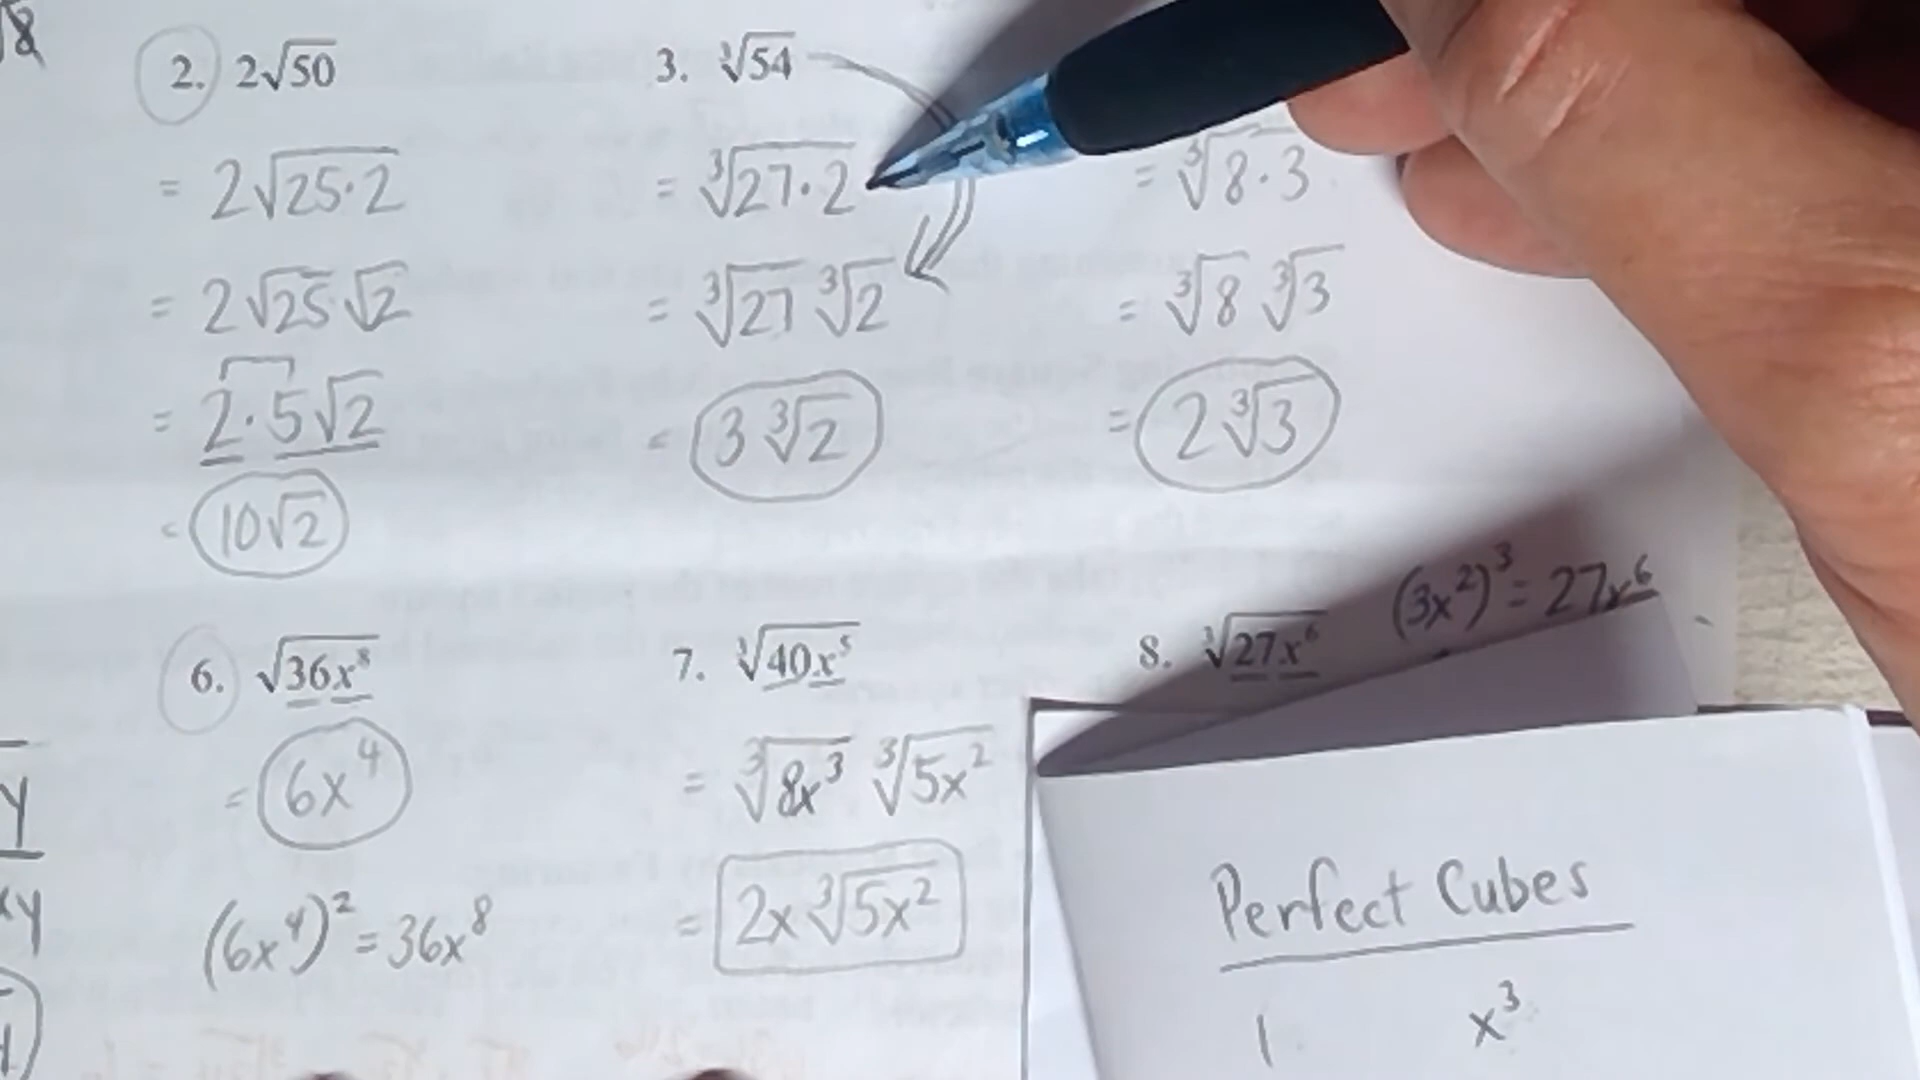 √8
2. 2√50
= 2√25·2
= 2√25 √2
= 2·5√2
= 10√2
3. ∛54
= ∛27·2
= ∛27 ∛2
= 3∛2
= ∛8·3
= ∛8 ∛3
= 2∛3
6. √36x⁸
= 6x⁴
(6x⁴)² = 36x⁸
7. ∛40x⁵
= ∛8x³ ∛5x²
= 2x∛5x²
8. ∛27x⁶ (3x²)³ = 27x⁶
Perfect Cubes
1 x³
y
xy